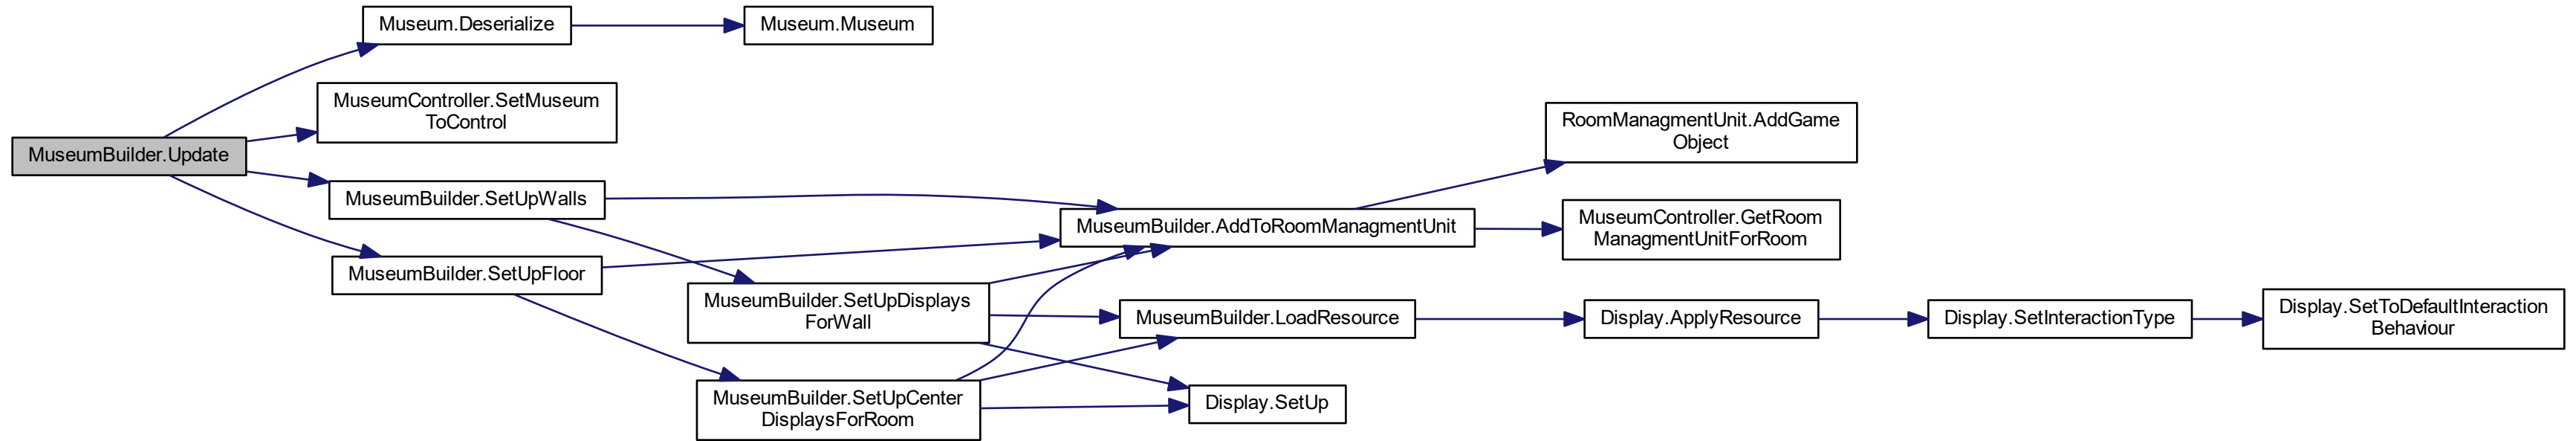 Museum.Deserialize
Museum.Museum
MuseumController.SetMuseum
ToControl
MuseumBuilder.Update
MuseumBuilder.SetUpWalls
MuseumBuilder.SetUpFloor
MuseumBuilder.SetUpDisplays
ForWall
MuseumBuilder.SetUpCenter
DisplaysForRoom
MuseumBuilder.AddToRoomManagmentUnit
MuseumBuilder.LoadResource
Display.SetUp
RoomManagmentUnit.AddGame
Object
MuseumController.GetRoom
ManagmentUnitForRoom
Display.ApplyResource
Display.SetInteractionType
Display.SetToDefaultInteraction
Behaviour